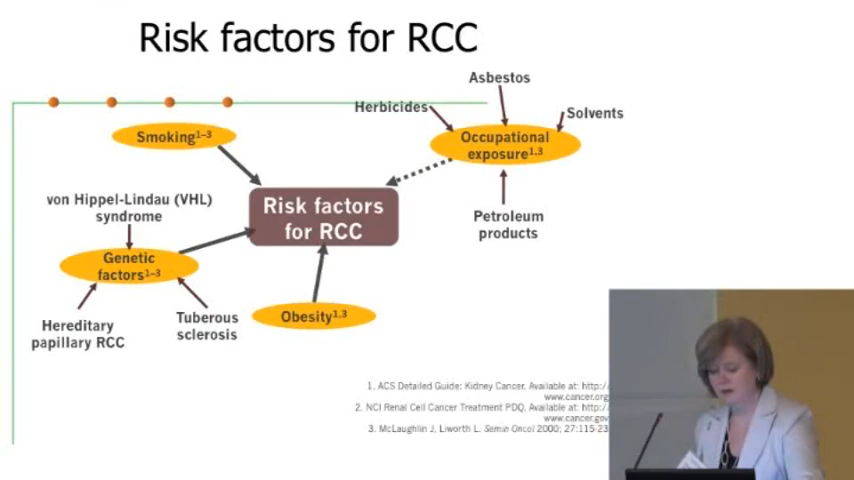 Risk factors for RCC
Asbestos
Herbicides
Solvents
Smoking1–3
Occupational
exposure1,3
von Hippel-Lindau (VHL)
syndrome
Risk factors
for RCC
Petroleum
products
Genetic
factors1–3
Hereditary
papillary RCC
Tuberous
sclerosis
Obesity1,3
1. ACS Detailed Guide: Kidney Cancer. Available at: http:/
www.cancer.org
2. NCI Renal Cell Cancer Treatment PDQ, Available at: http:/
www.cancer.gov
3. McLaughlin J, Liworth L. Semin Oncol 2000; 27:115-23